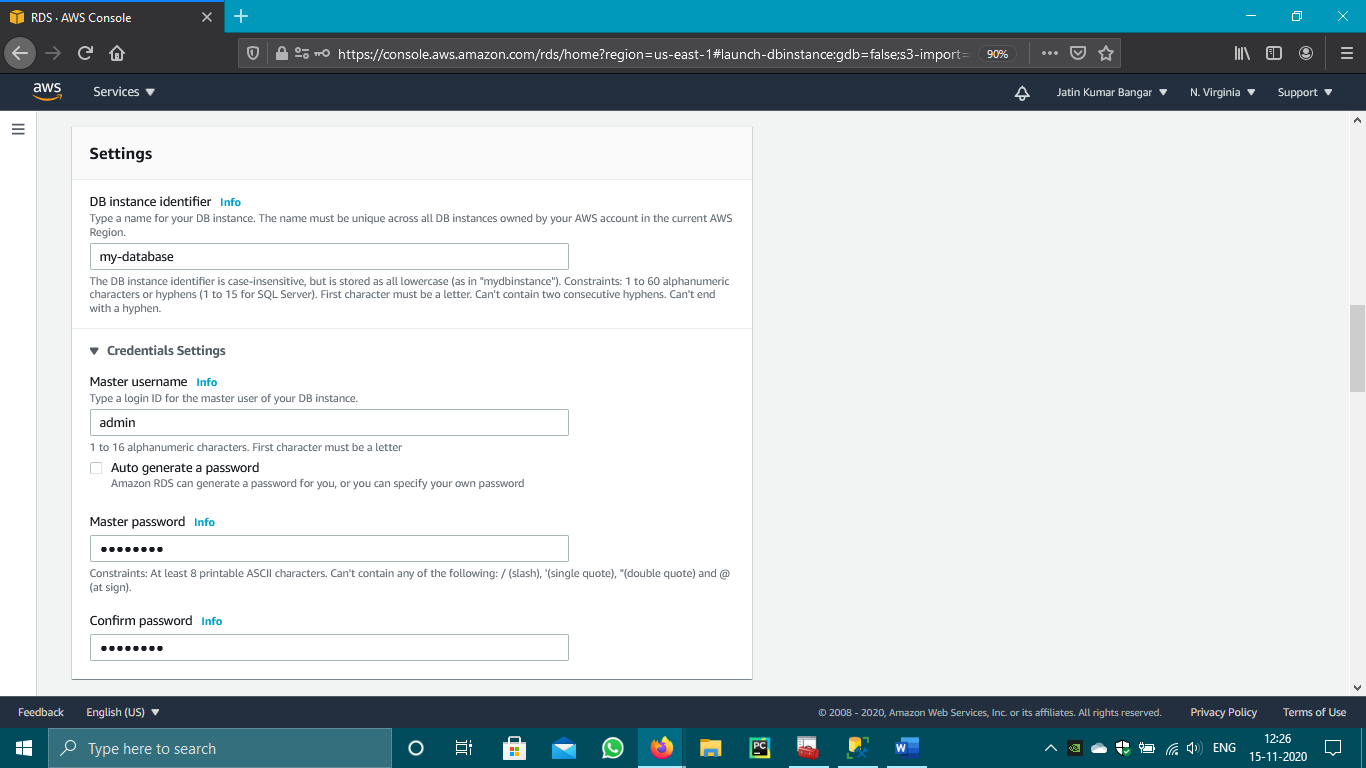 RDS · AWS Console
https://console.aws.amazon.com/rds/home?region=us-east-1#launch-dbinstance:gdb=false;s3-import=
90%
aws
Services
Jatin Kumar Bangar
N. Virginia
Support
Settings
DB instance identifier Info
Type a name for your DB instance. The name must be unique across all DB instances owned by your AWS account in the current AWS
Region.
my-database
The DB instance identifier is case-insensitive, but is stored as all lowercase (as in "mydbinstance"). Constraints: 1 to 60 alphanumeric
characters or hyphens (1 to 15 for SQL Server). First character must be a letter. Can't contain two consecutive hyphens. Can't end
with a hyphen.
Credentials Settings
Master username Info
Type a login ID for the master user of your DB instance.
admin
1 to 16 alphanumeric characters. First character must be a letter
Auto generate a password
Amazon RDS can generate a password for you, or you can specify your own password
Master password Info
••••••••
Constraints: At least 8 printable ASCII characters. Can't contain any of the following: / (slash), '(single quote), "(double quote) and @
(at sign).
Confirm password Info
••••••••
Feedback
English (US)
© 2008 - 2020, Amazon Web Services, Inc. or its affiliates. All rights reserved.
Privacy Policy
Terms of Use
Type here to search
PC
W
ENG
12:26
15-11-2020